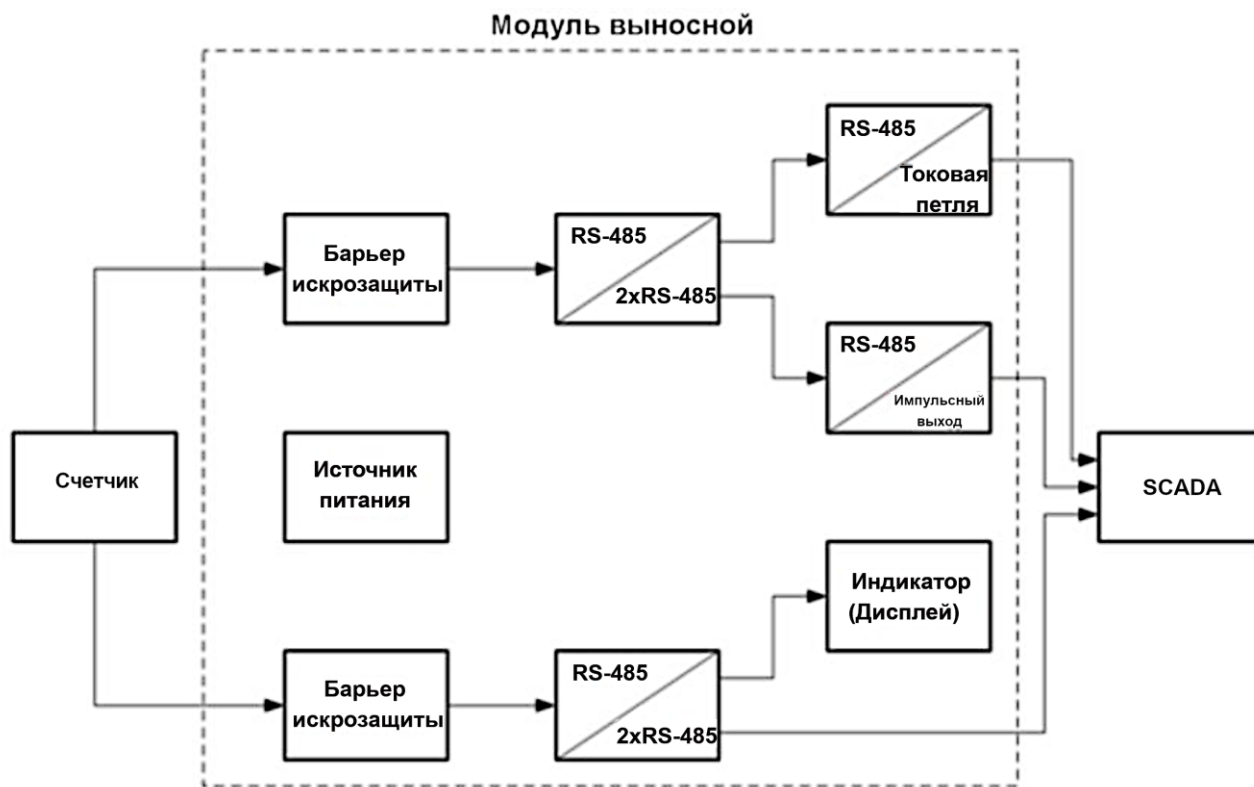 Модуль выносной
RS-485
Токовая
петля
Барьер
искрозащиты
RS-485
2xRS-485
RS-485
Импульсный
выход
Счетчик
Источник
питания
SCADA
Индикатор
(Дисплей)
Барьер
искрозащиты
RS-485
2xRS-485